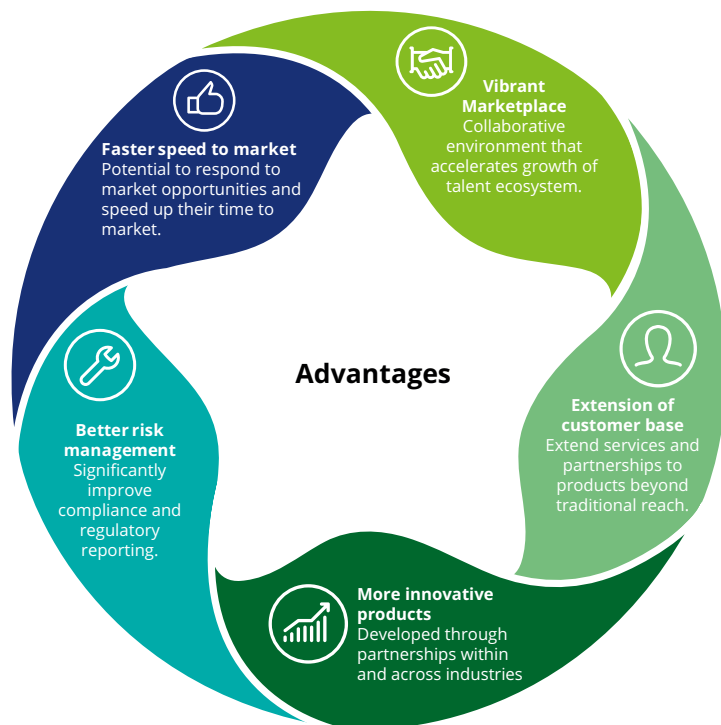 Faster speed to market
Potential to respond to
market opportunities and
speed up their time to
market.
Vibrant
Marketplace
Collaborative
environment that
accelerates growth of
talent ecosystem.
Advantages
Extension of
customer base
Extend services and
partnerships to
products beyond
traditional reach.
Better risk
management
Significantly
improve
compliance and
regulatory
reporting.
More innovative
products
Developed through
partnerships within
and across industries